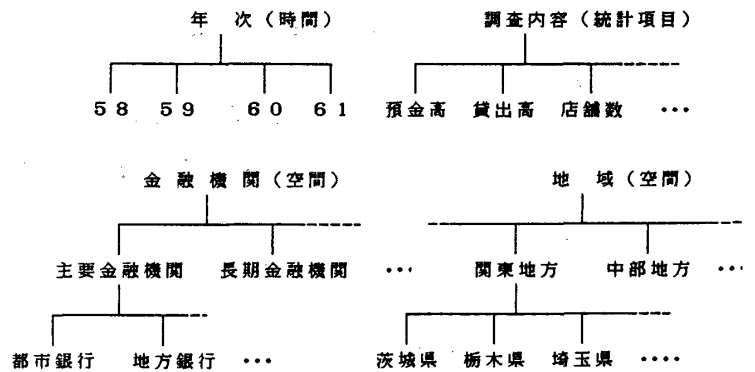 年 次（時間）
調査内容（統計項目）
58 59 60 61
預金高 貸出高 店舗数 ・・・
金融機関（空間）
地域（空間）
主要金融機関 長期金融機関 ・・・
関東地方 中部地方 ・・・
都市銀行 地方銀行 ・・・
茨城県 栃木県 埼玉県 ・・・・